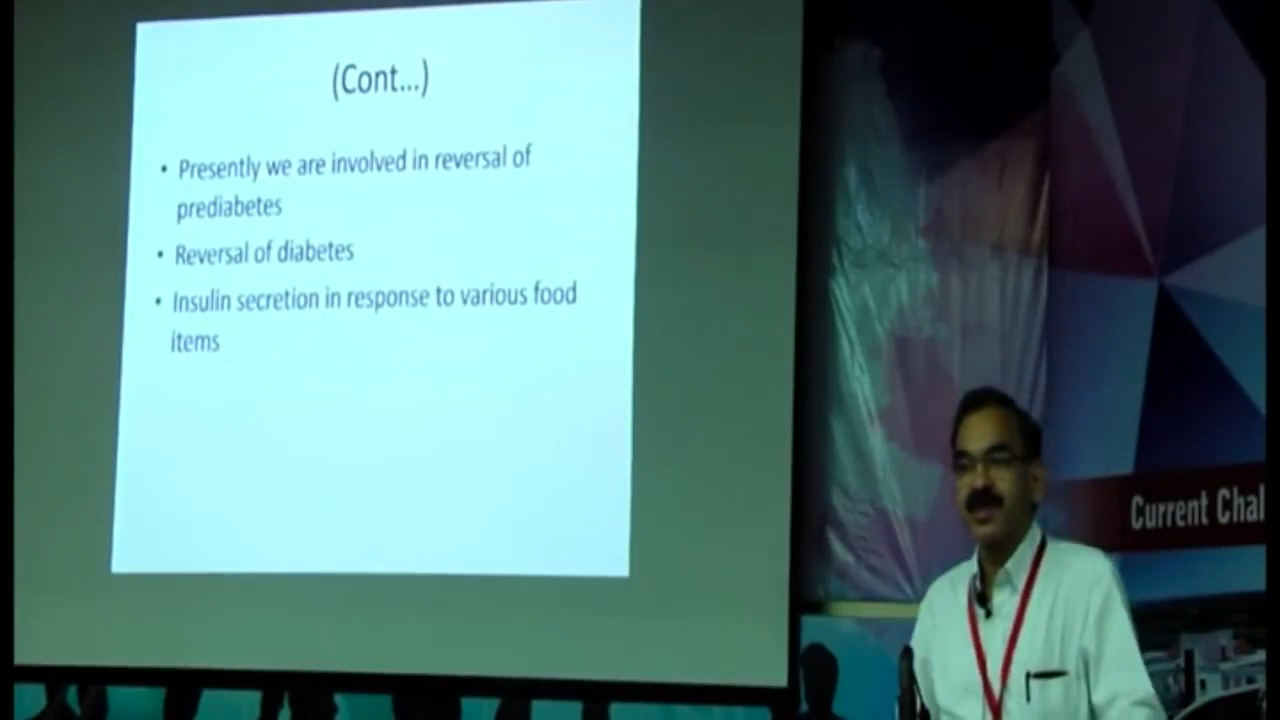 (Cont...)
• Presently we are involved in reversal of
prediabetes
• Reversal of diabetes
• Insulin secretion in response to various food
items
Current Chal